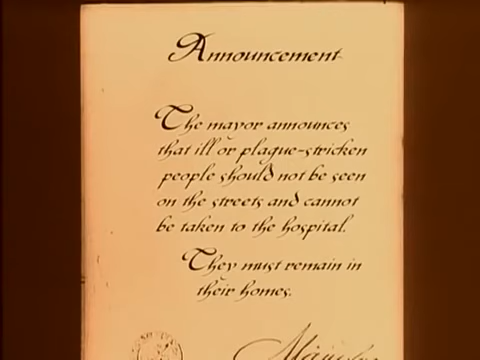 Announcement
The mayor announces
that ill or plague-stricken
people should not be seen
on the streets and cannot
be taken to the hospital.
They must remain in
their homes.